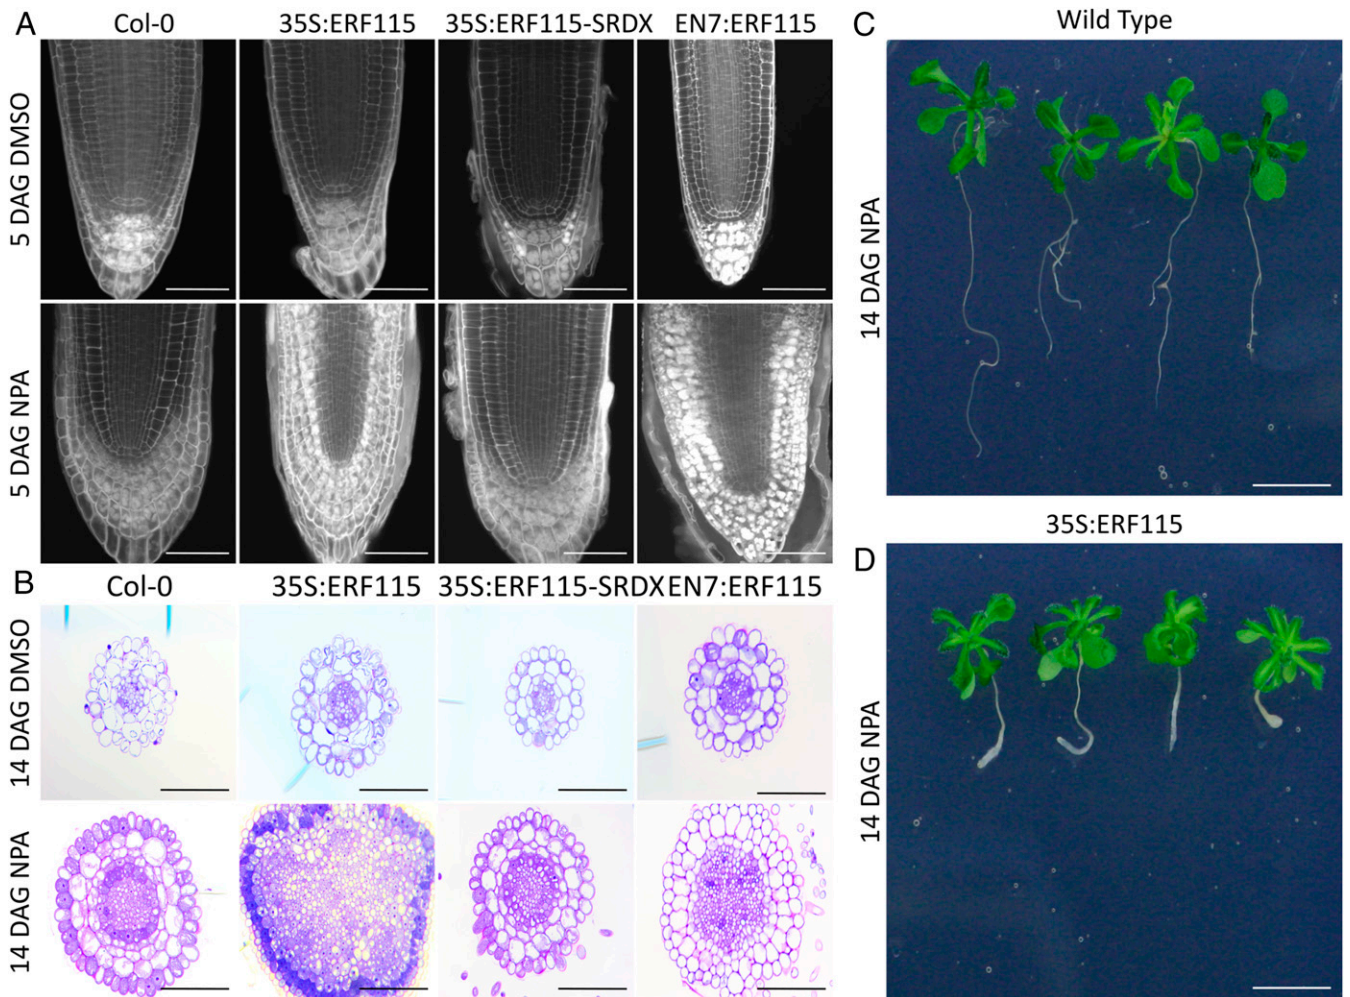 A
Col-0 35S:ERF115 35S:ERF115-SRDX EN7:ERF115
5 DAG DMSO
5 DAG NPA
B
Col-0 35S:ERF115 35S:ERF115-SRDX EN7:ERF115
14 DAG DMSO
14 DAG NPA
C
Wild Type
14 DAG NPA
35S:ERF115
D
14 DAG NPA